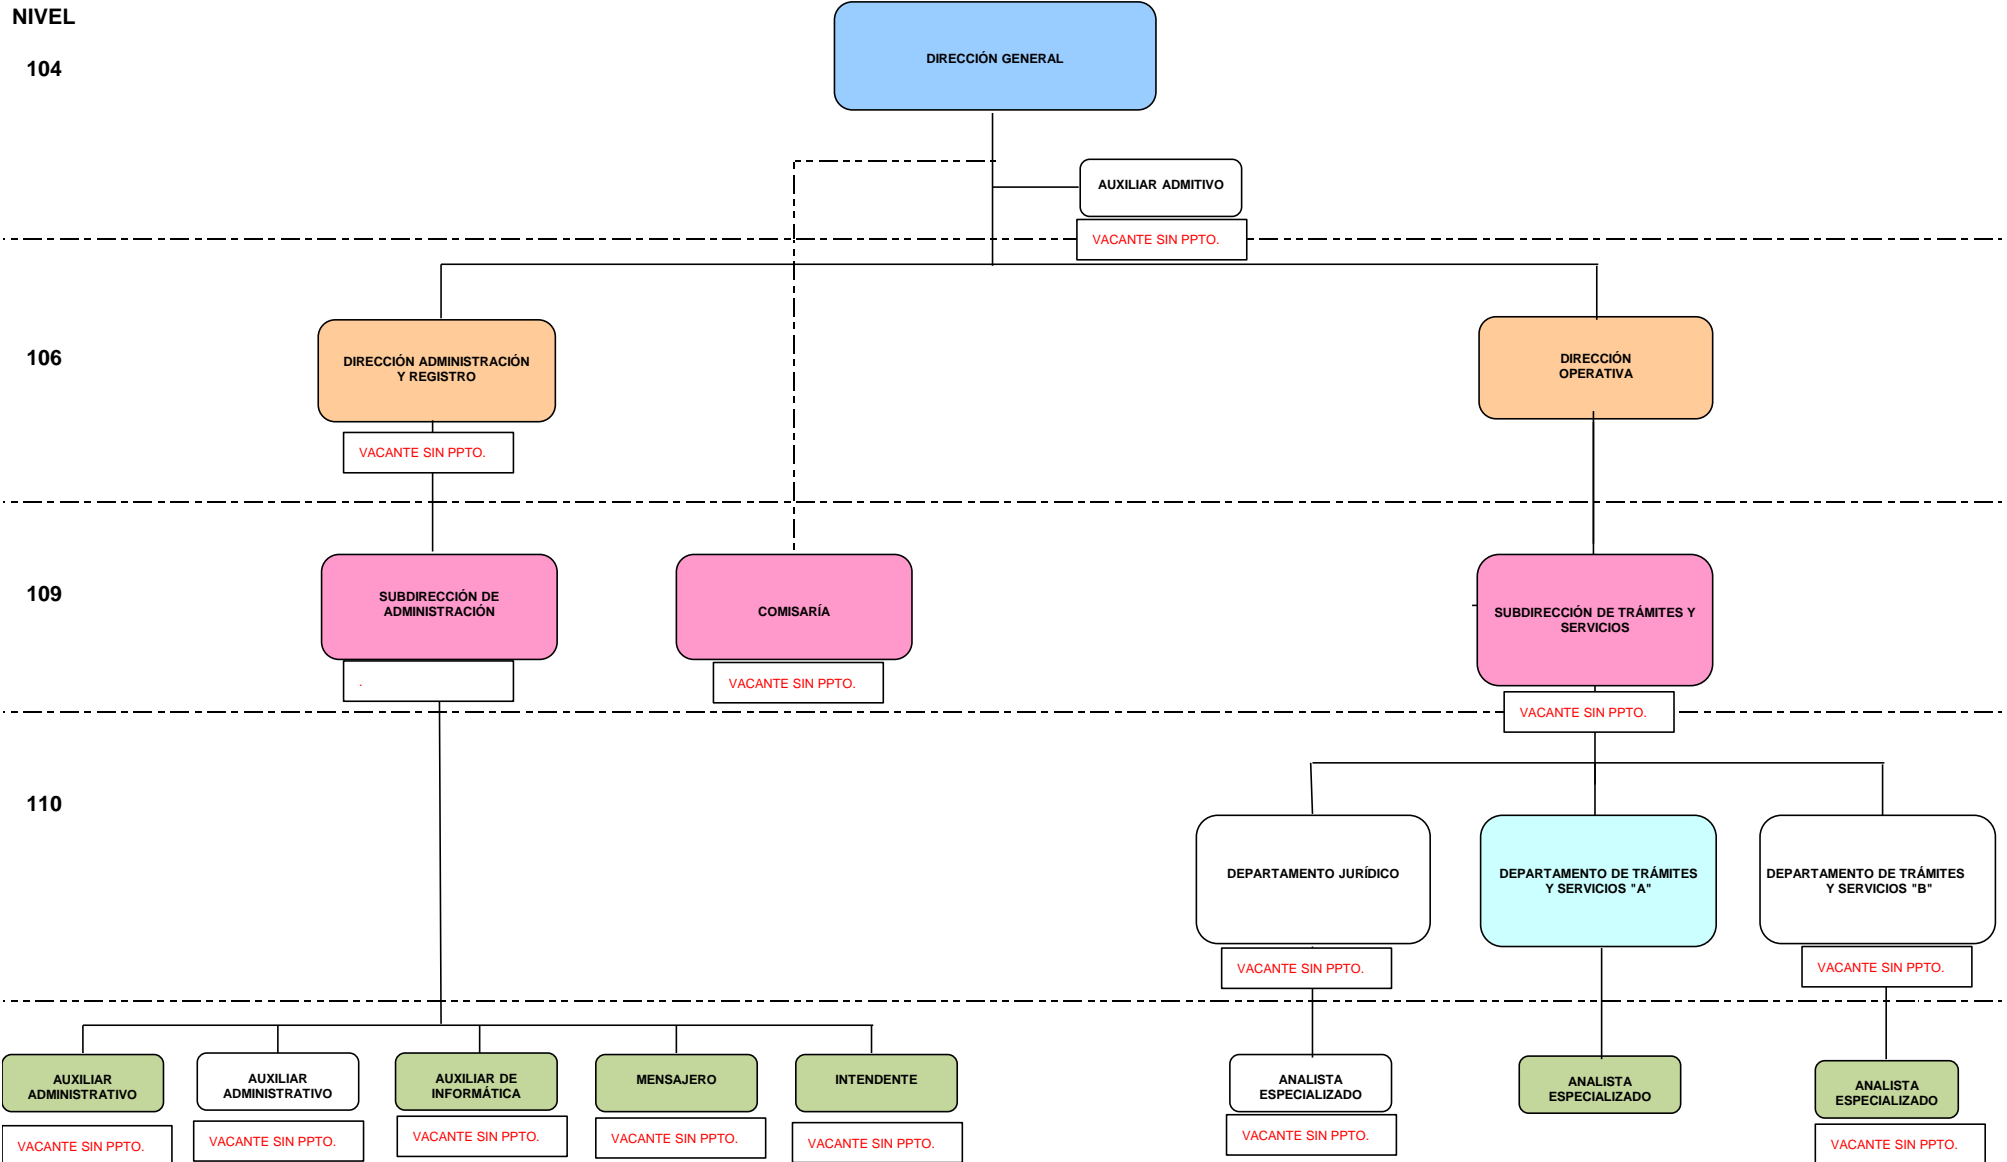 NIVEL
104
DIRECCIÓN GENERAL
AUXILIAR ADMITIVO
VACANTE SIN PPTO.
106
DIRECCIÓN ADMINISTRACIÓN
Y REGISTRO
VACANTE SIN PPTO.
DIRECCIÓN
OPERATIVA
109
SUBDIRECCIÓN DE
ADMINISTRACIÓN
.
COMISARÍA
VACANTE SIN PPTO.
SUBDIRECCIÓN DE TRÁMITES Y
SERVICIOS
VACANTE SIN PPTO.
110
DEPARTAMENTO JURÍDICO
VACANTE SIN PPTO.
DEPARTAMENTO DE TRÁMITES
Y SERVICIOS "A"
DEPARTAMENTO DE TRÁMITES
Y SERVICIOS "B"
VACANTE SIN PPTO.
AUXILIAR
ADMINISTRATIVO
VACANTE SIN PPTO.
AUXILIAR
ADMINISTRATIVO
VACANTE SIN PPTO.
AUXILIAR DE
INFORMÁTICA
VACANTE SIN PPTO.
MENSAJERO
VACANTE SIN PPTO.
INTENDENTE
VACANTE SIN PPTO.
ANALISTA
ESPECIALIZADO
VACANTE SIN PPTO.
ANALISTA
ESPECIALIZADO
ANALISTA
ESPECIALIZADO
VACANTE SIN PPTO.